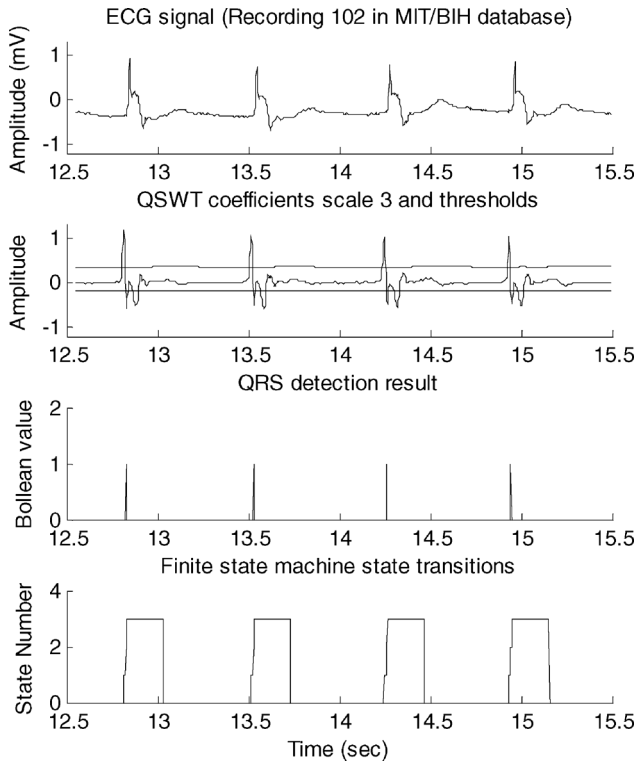 ECG signal (Recording 102 in MIT/BIH database)
Amplitude (mV)
1
0
-1
12.5 13 13.5 14 14.5 15 15.5
QSWT coefficients scale 3 and thresholds
Amplitude
1
0
-1
12.5 13 13.5 14 14.5 15 15.5
QRS detection result
Bollean value
2
1
0
12.5 13 13.5 14 14.5 15 15.5
Finite state machine state transitions
State Number
4
2
0
12.5 13 13.5 14 14.5 15 15.5
Time (sec)